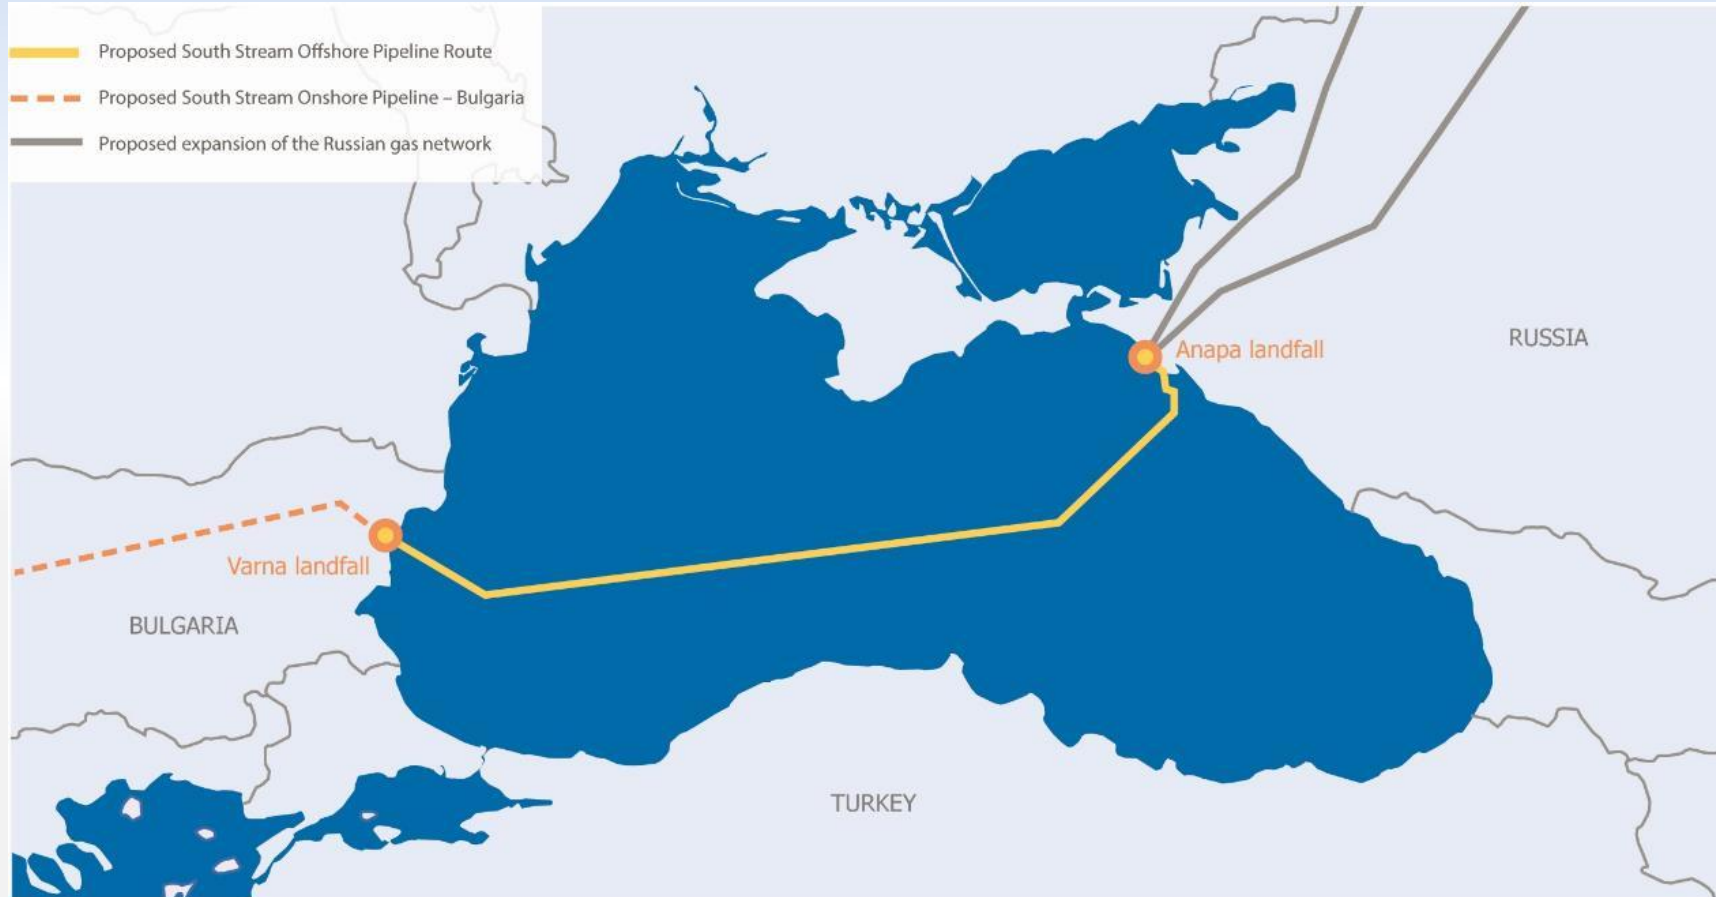 Proposed South Stream Offshore Pipeline Route
Proposed South Stream Onshore Pipeline – Bulgaria
Proposed expansion of the Russian gas network
RUSSIA
Anapa landfall
Varna landfall
BULGARIA
TURKEY